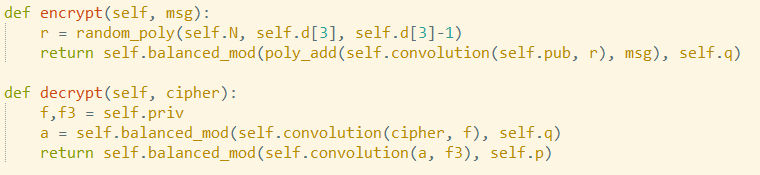 def encrypt(self, msg):
    r = random_poly(self.N, self.d[3], self.d[3]-1)
    return self.balanced_mod(poly_add(self.convolution(self.pub, r), msg), self.q)

def decrypt(self, cipher):
    f,f3 = self.priv
    a = self.balanced_mod(self.convolution(cipher, f), self.q)
    return self.balanced_mod(self.convolution(a, f3), self.p)